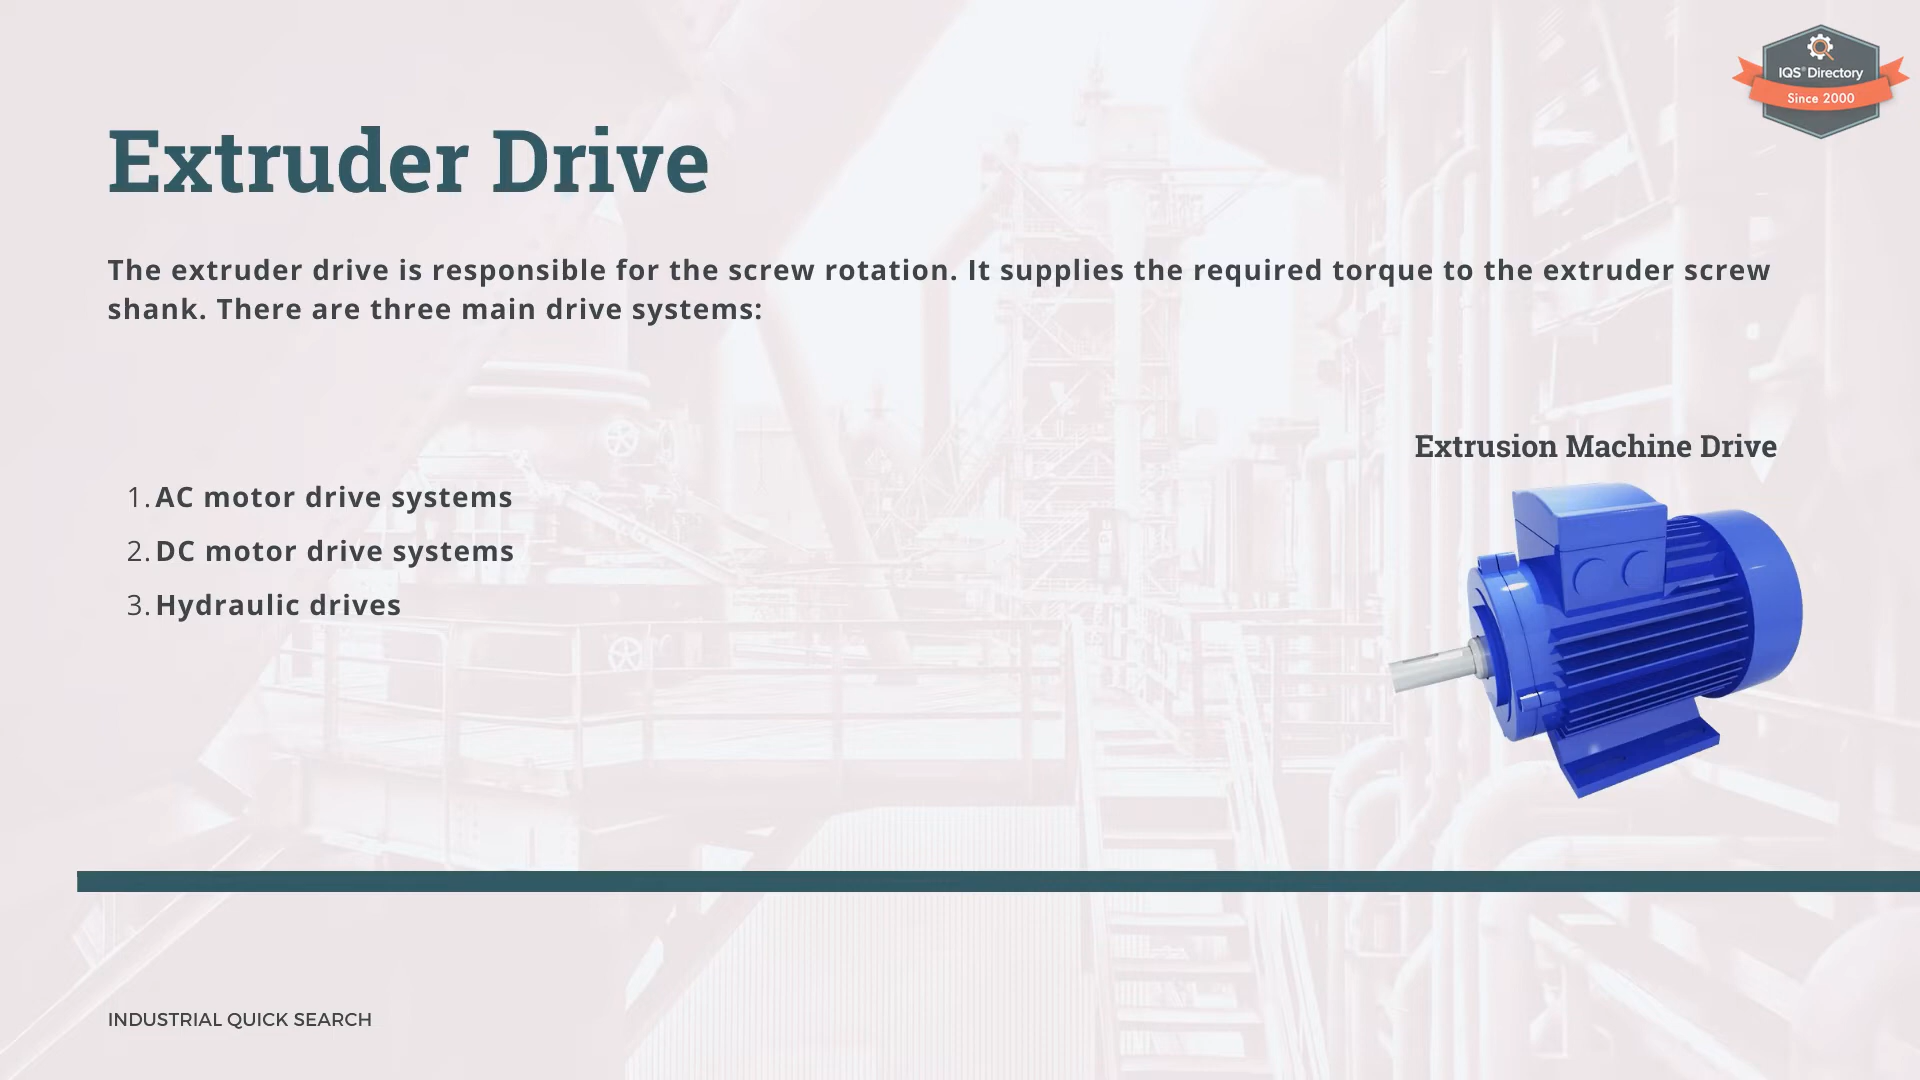 IQS® Directory
Since 2000
Extruder Drive
The extruder drive is responsible for the screw rotation. It supplies the required torque to the extruder screw
shank. There are three main drive systems:
Extrusion Machine Drive
1. AC motor drive systems
2. DC motor drive systems
3. Hydraulic drives
INDUSTRIAL QUICK SEARCH